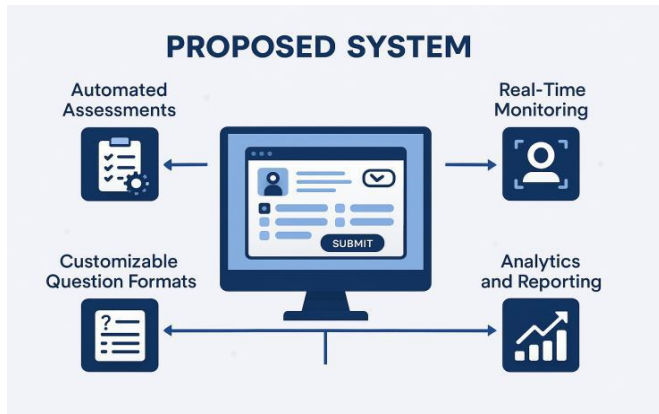 PROPOSED SYSTEM
Automated
Assessments
Real-Time
Monitoring
SUBMIT
Customizable
Question Formats
?
Analytics
and Reporting